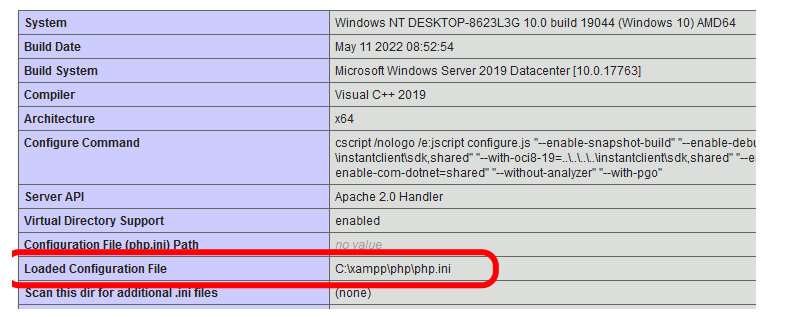 System Windows NT DESKTOP-8623L3G 10.0 build 19044 (Windows 10) AMD64
Build Date May 11 2022 08:52:54
Build System Microsoft Windows Server 2019 Datacenter [10.0.17763]
Compiler Visual C++ 2019
Architecture x64
Configure Command cscript /nologo /e:jscript configure.js "--enable-snapshot-build" "--enable-debu
\instantclient\sdk,shared" "--with-oci8-19=..\..\..\..\instantclient\sdk,shared" "--e
enable-com-dotnet=shared" "--without-analyzer" "--with-pgo"
Server API Apache 2.0 Handler
Virtual Directory Support enabled
Configuration File (php.ini) Path no value
Loaded Configuration File C:\xampp\php\php.ini
Scan this dir for additional .ini files (none)